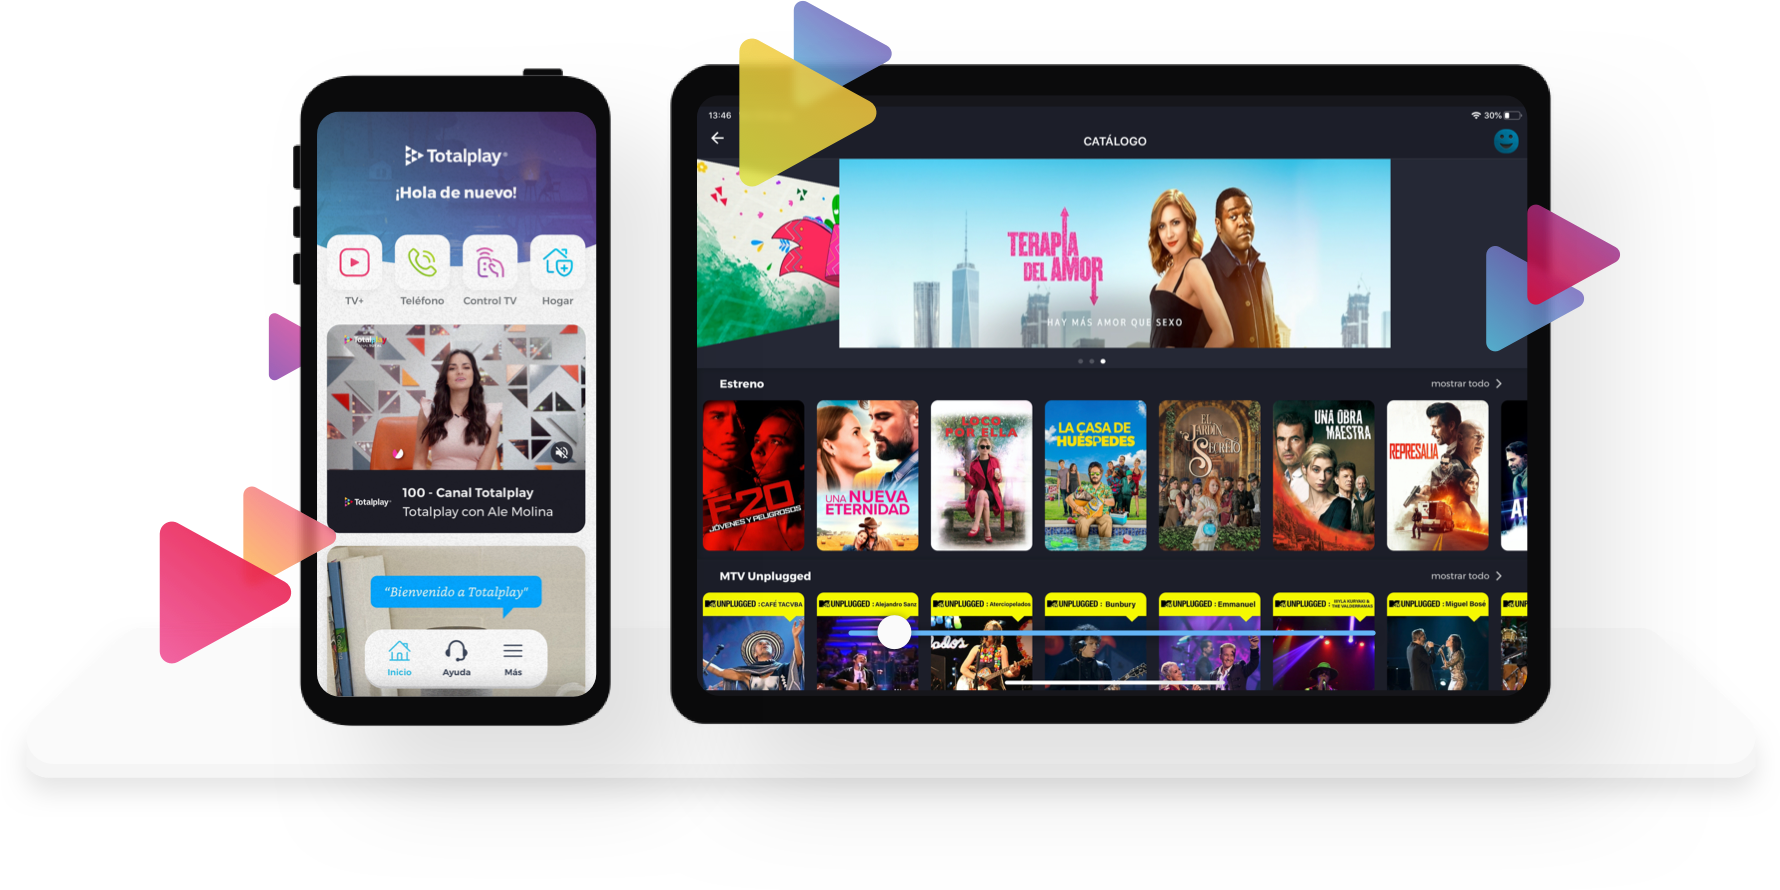 Totalplay
¡Hola de nuevo!
TV+
Teléfono
Control TV
Hogar
Totalplay
Totalplay
100 - Canal Totalplay
Totalplay con Ale Molina
“Bienvenido a Totalplay"
Inicio
Ayuda
Más
13:46
30%
CATÁLOGO
TERAPIA
DEL AMOR
HAY MÁS AMOR QUE SEXO
Estreno
mostrar todo
F20
JÓVENES Y PELIGROSOS
UNA NUEVA
ETERNIDAD
LOCO
POR ELLA
LA CASA DE
HUÉSPEDES
EL
JARDÍN
SECRETO
UNA OBRA
MAESTRA
REPRESALIA
MTV Unplugged
mostrar todo
UNPLUGGED : CAFÉ TACVBA
UNPLUGGED : Alejandro Sanz
UNPLUGGED : Aterciopelados
UNPLUGGED : Bunbury
UNPLUGGED : Emmanuel
UNPLUGGED :
UNPLUGGED : Miguel Bosé